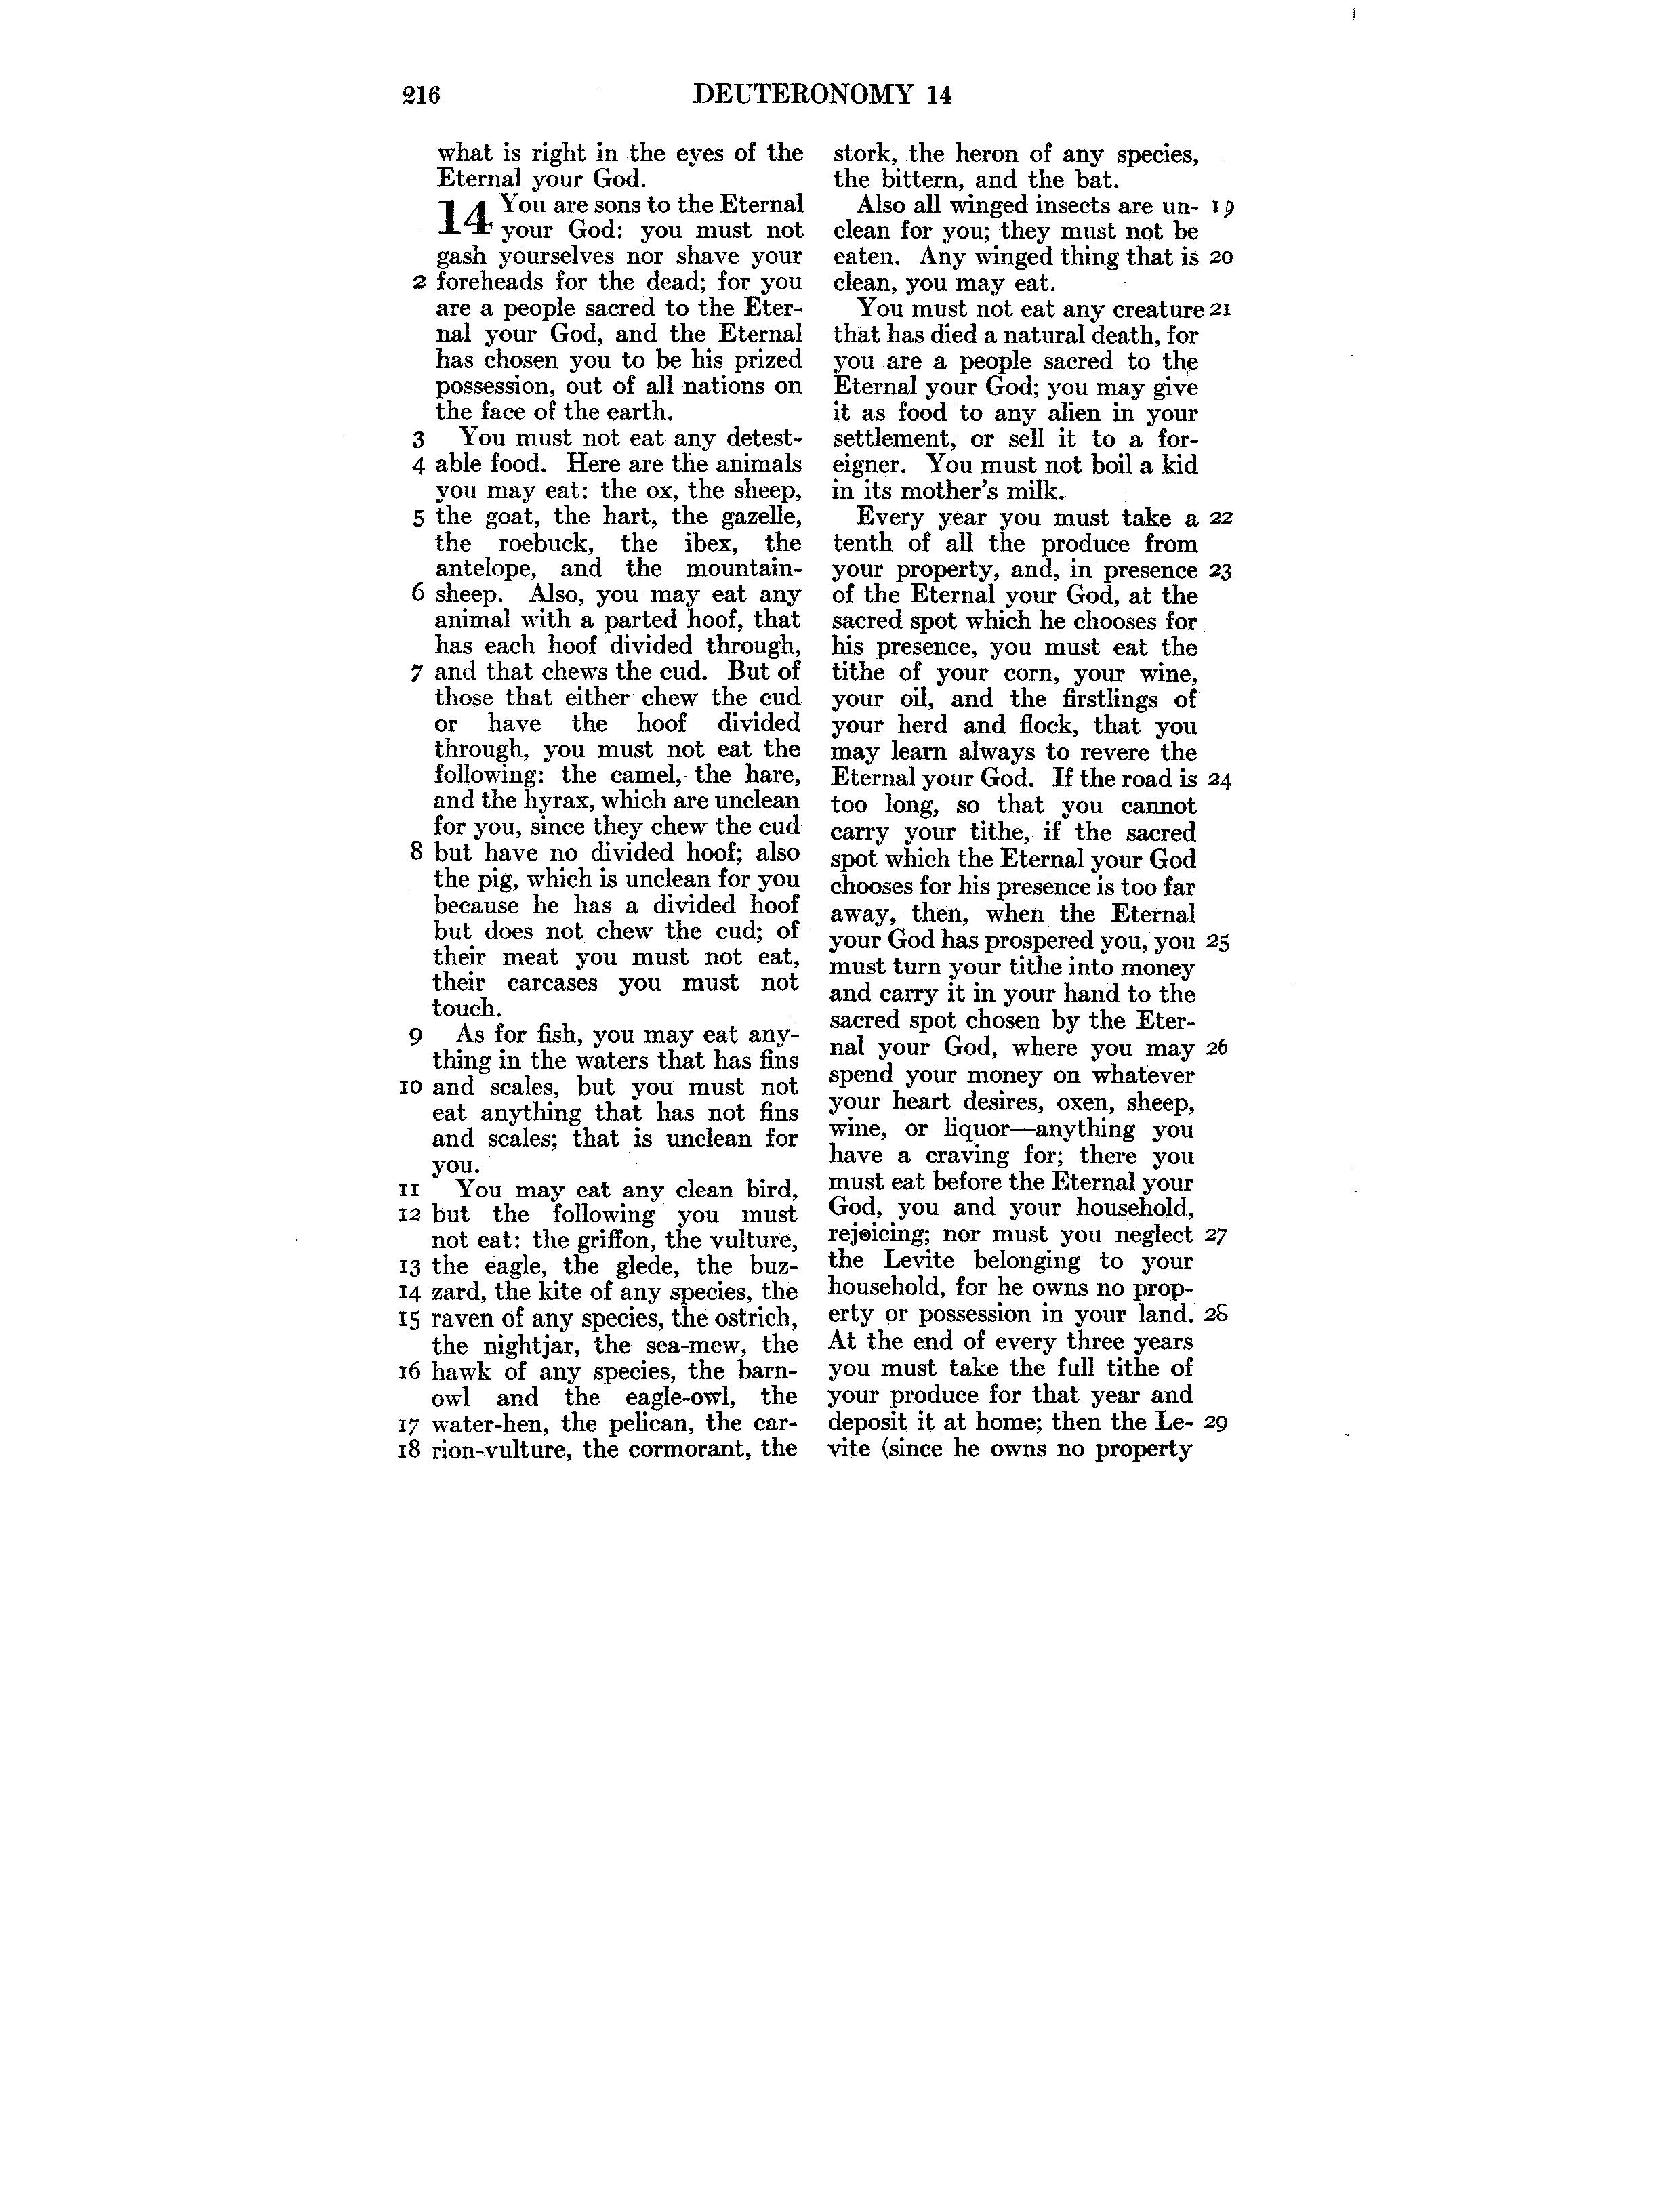 216 DEUTERONOMY 14
what is right in the eyes of the
Eternal your God.
14 You are sons to the Eternal
your God: you must not
gash yourselves nor shave your
2 foreheads for the dead; for you
are a people sacred to the Eter-
nal your God, and the Eternal
has chosen you to be his prized
possession, out of all nations on
the face of the earth.
3 You must not eat any detest-
4 able food. Here are the animals
you may eat: the ox, the sheep,
5 the goat, the hart, the gazelle,
the roebuck, the ibex, the
antelope, and the mountain-
6 sheep. Also, you may eat any
animal with a parted hoof, that
has each hoof divided through,
7 and that chews the cud. But of
those that either chew the cud
or have the hoof divided
through, you must not eat the
following: the camel, the hare,
and the hyrax, which are unclean
for you, since they chew the cud
8 but have no divided hoof; also
the pig, which is unclean for you
because he has a divided hoof
but does not chew the cud; of
their meat you must not eat,
their carcases you must not
touch.
9 As for fish, you may eat any-
thing in the waters that has fins
10 and scales, but you must not
eat anything that has not fins
and scales; that is unclean for
you.
11 You may eat any clean bird,
12 but the following you must
not eat: the griffon, the vulture,
13 the eagle, the glede, the buz-
14 zard, the kite of any species, the
15 raven of any species, the ostrich,
the nightjar, the sea-mew, the
16 hawk of any species, the barn-
owl and the eagle-owl, the
17 water-hen, the pelican, the car-
18 rion-vulture, the cormorant, the
stork, the heron of any species,
the bittern, and the bat.
Also all winged insects are un- 19
clean for you; they must not be
eaten. Any winged thing that is 20
clean, you may eat.
You must not eat any creature 21
that has died a natural death, for
you are a people sacred to the
Eternal your God; you may give
it as food to any alien in your
settlement, or sell it to a for-
eigner. You must not boil a kid
in its mother's milk.
Every year you must take a 22
tenth of all the produce from
your property, and, in presence 23
of the Eternal your God, at the
sacred spot which he chooses for
his presence, you must eat the
tithe of your corn, your wine,
your oil, and the firstlings of
your herd and flock, that you
may learn always to revere the
Eternal your God. If the road is 24
too long, so that you cannot
carry your tithe, if the sacred
spot which the Eternal your God
chooses for his presence is too far
away, then, when the Eternal
your God has prospered you, you 25
must turn your tithe into money
and carry it in your hand to the
sacred spot chosen by the Eter-
nal your God, where you may 26
spend your money on whatever
your heart desires, oxen, sheep,
wine, or liquor—anything you
have a craving for; there you
must eat before the Eternal your
God, you and your household,
rejoicing; nor must you neglect 27
the Levite belonging to your
household, for he owns no prop-
erty or possession in your land. 28
At the end of every three years
you must take the full tithe of
your produce for that year and
deposit it at home; then the Le- 29
vite (since he owns no property